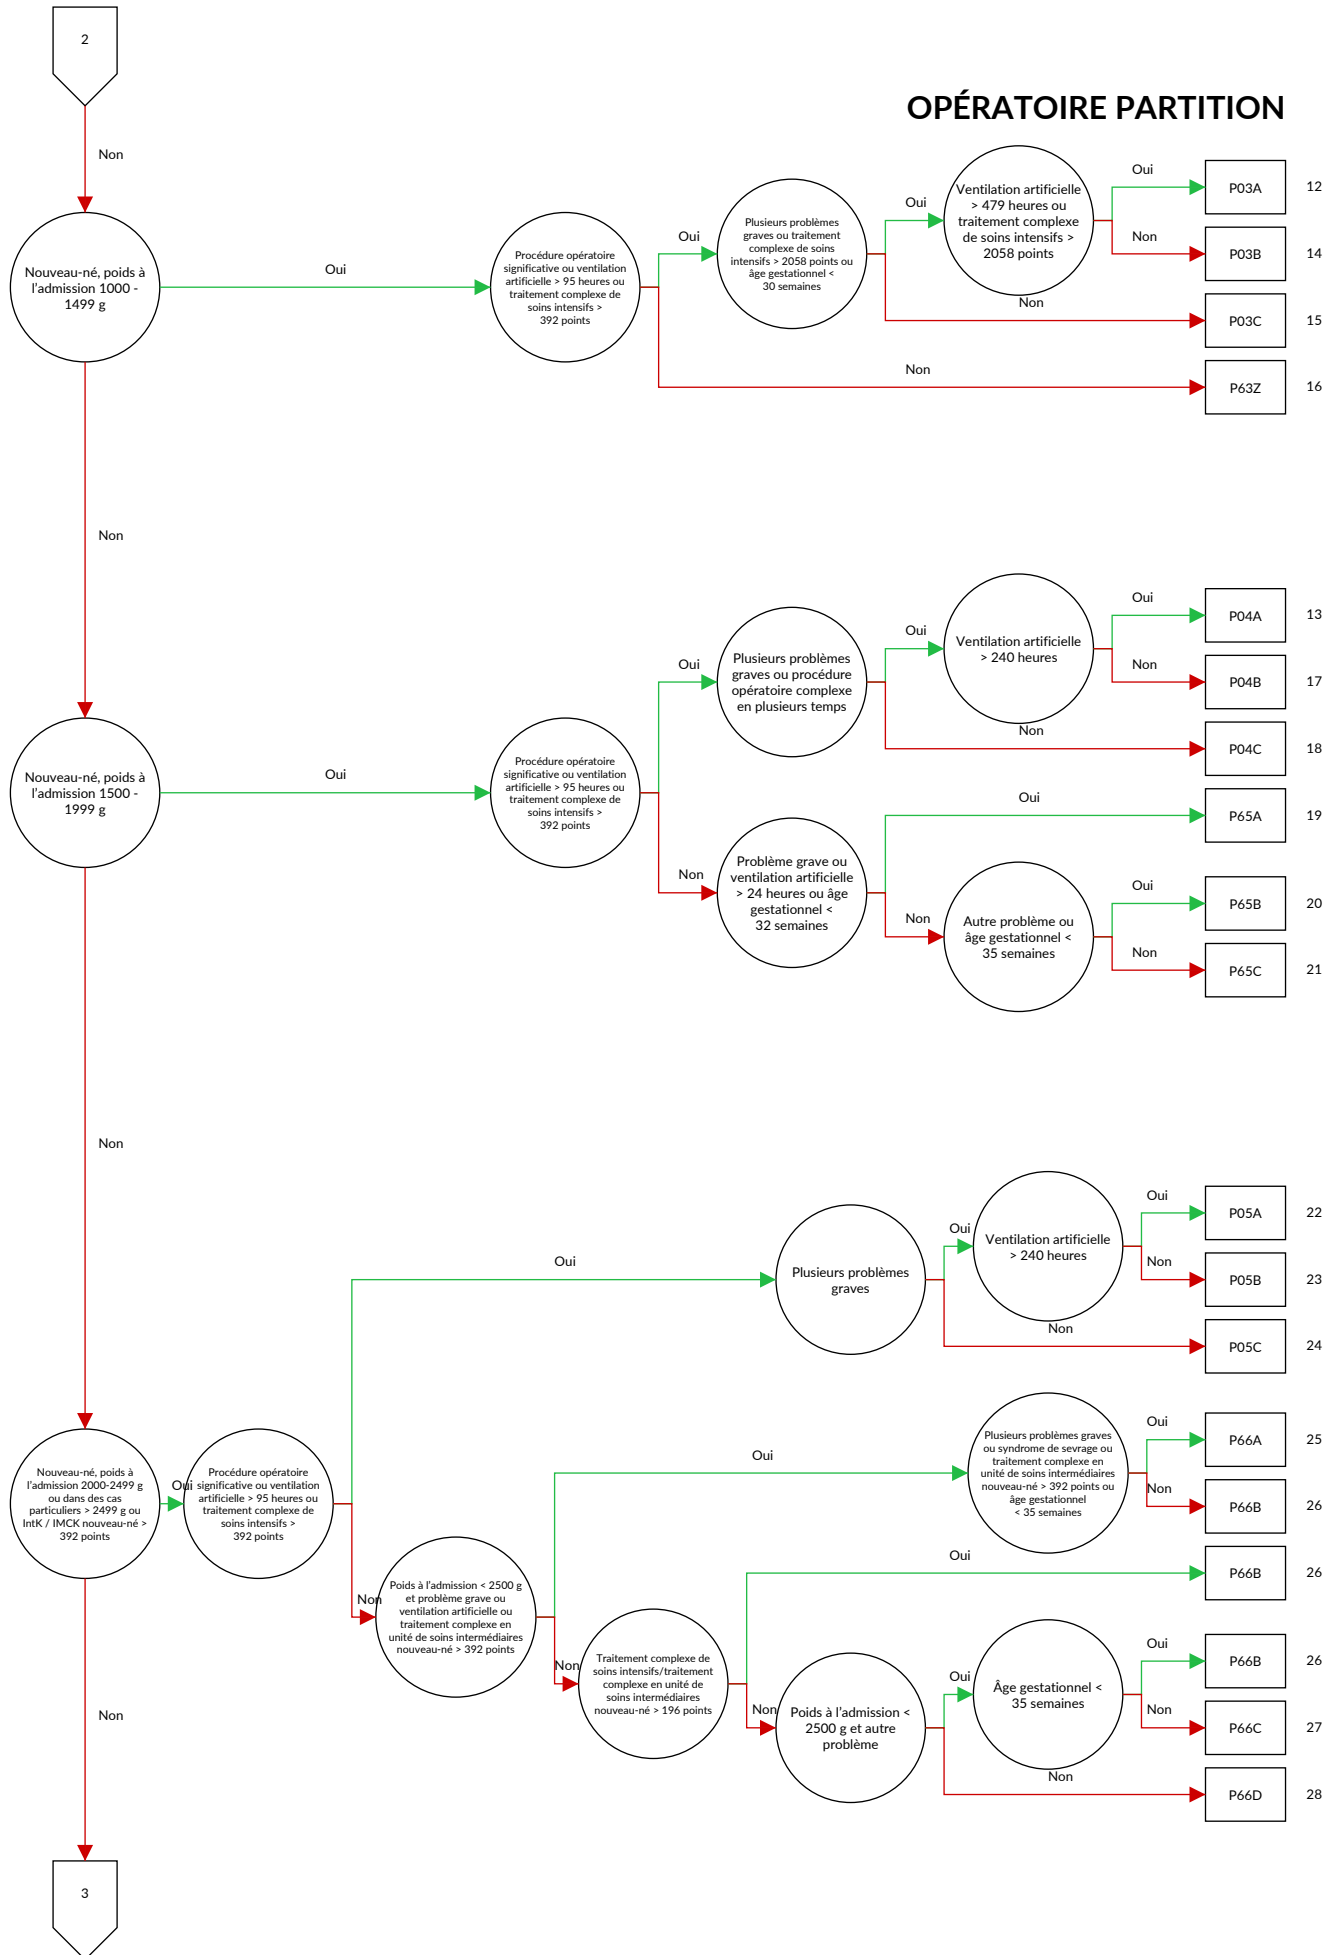 2
OPÉRATOIRE PARTITION
Non
Nouveau-né, poids à
l'admission 1000 -
1499 g
Oui
Procédure opératoire
significative ou ventilation
artificielle > 95 heures ou
traitement complexe de
soins intensifs >
392 points
Oui
Plusieurs problèmes
graves ou traitement
complexe de soins
intensifs > 2058 points ou
âge gestationnel <
30 semaines
Oui
Ventilation artificielle
> 479 heures ou
traitement complexe
de soins intensifs >
2058 points
Oui
P03A
12
Non
P03B
14
Non
P03C
15
Non
P63Z
16
Non
Nouveau-né, poids à
l'admission 1500 -
1999 g
Oui
Procédure opératoire
significative ou ventilation
artificielle > 95 heures ou
traitement complexe de
soins intensifs >
392 points
Oui
Plusieurs problèmes
graves ou procédure
opératoire complexe
en plusieurs temps
Oui
Ventilation artificielle
> 240 heures
Oui
P04A
13
Non
P04B
17
Non
P04C
18
Non
Problème grave ou
ventilation artificielle
> 24 heures ou âge
gestationnel <
32 semaines
Oui
P65A
19
Non
Autre problème ou
âge gestationnel <
35 semaines
Oui
P65B
20
Non
P65C
21
Non
Nouveau-né, poids à
l'admission 2000-2499 g
ou dans des cas
particuliers > 2499 g ou
IntK / IMCK nouveau-né >
392 points
Oui
Procédure opératoire
significative ou ventilation
artificielle > 95 heures ou
traitement complexe de
soins intensifs >
392 points
Oui
Plusieurs problèmes
graves
Oui
Ventilation artificielle
> 240 heures
Oui
P05A
22
Non
P05B
23
Non
P05C
24
Non
Poids à l'admission < 2500 g
et problème grave ou
ventilation artificielle ou
traitement complexe en
unité de soins intermédiaires
nouveau-né > 392 points
Oui
Plusieurs problèmes graves
ou syndrome de sevrage ou
traitement complexe en
unité de soins intermédiaires
nouveau-né > 392 points ou
âge gestationnel
< 35 semaines
Oui
P66A
25
Non
P66B
26
Non
Traitement complexe de
soins intensifs/traitement
complexe en unité de
soins intermédiaires
nouveau-né > 196 points
Oui
P66B
26
Non
Poids à l'admission <
2500 g et autre
problème
Oui
Âge gestationnel <
35 semaines
Oui
P66B
26
Non
P66C
27
Non
P66D
28
Non
3